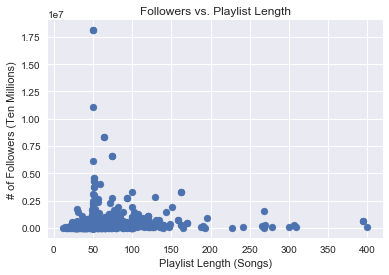 Followers vs. Playlist Length
1e7
# of Followers (Ten Millions)
1.75
1.50
1.25
1.00
0.75
0.50
0.25
0.00
0 50 100 150 200 250 300 350 400
Playlist Length (Songs)